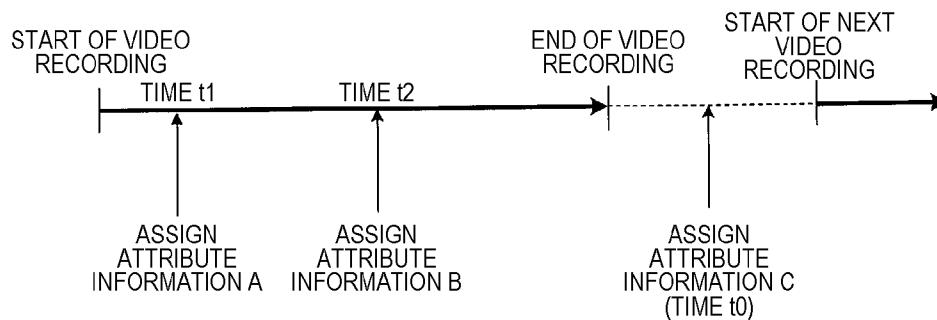 START OF VIDEO
RECORDING
END OF VIDEO
RECORDING
START OF NEXT
VIDEO
RECORDING
TIME t1
TIME t2
ASSIGN
ATTRIBUTE
INFORMATION A
ASSIGN
ATTRIBUTE
INFORMATION B
ASSIGN
ATTRIBUTE
INFORMATION C
(TIME t0)